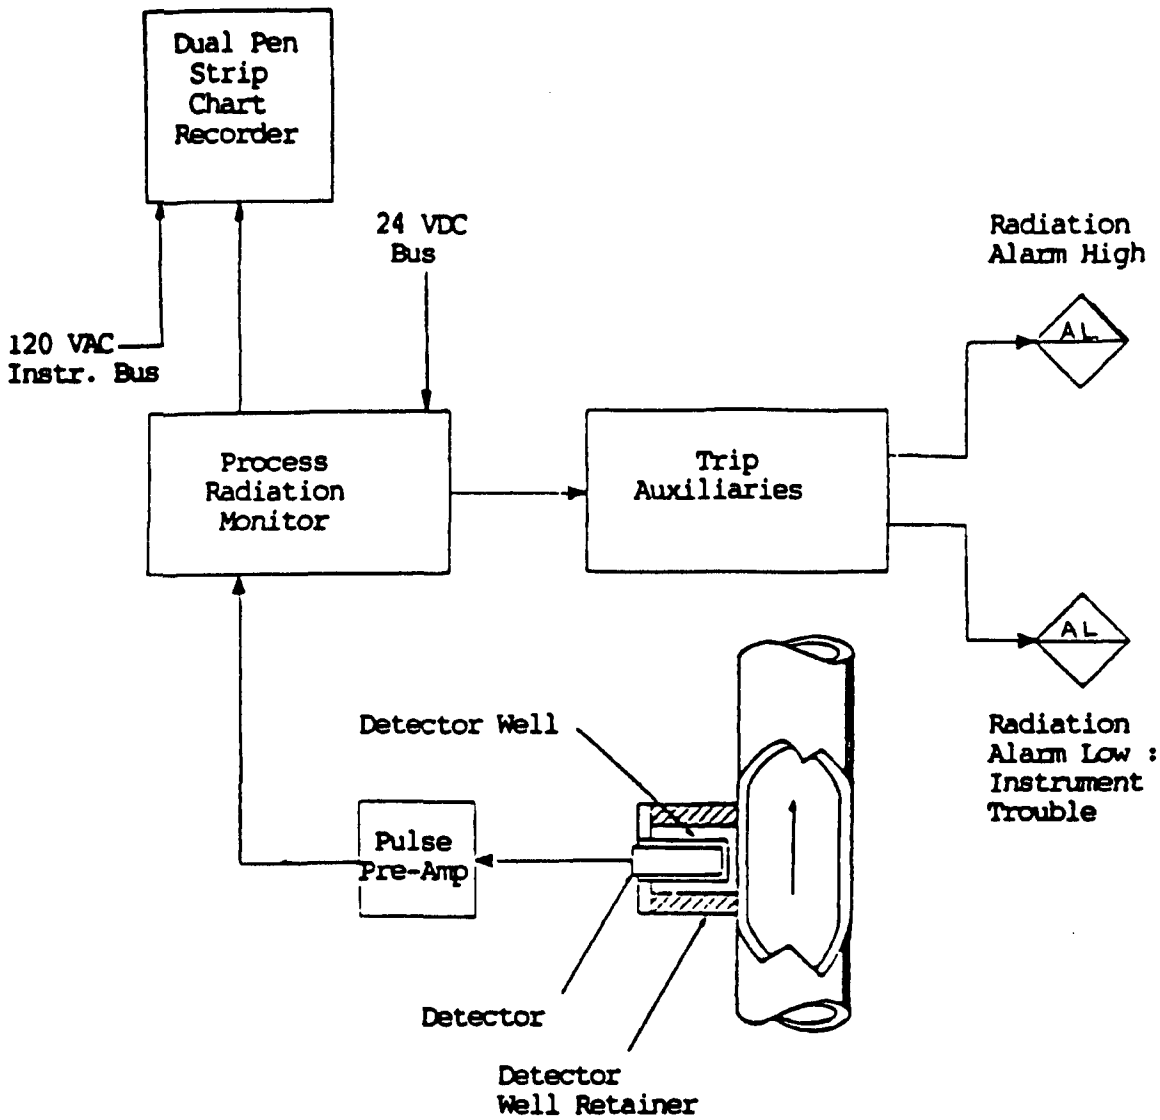 Dual Pen
Strip
Chart
Recorder
24 VDC
Bus
Radiation
Alarm High
AL
120 VAC
Instr. Bus
Process
Radiation
Monitor
Trip
Auxiliaries
AL
Detector Well
Radiation
Alarm Low :
Instrument
Trouble
Pulse
Pre-Amp
Detector
Detector
Well Retainer